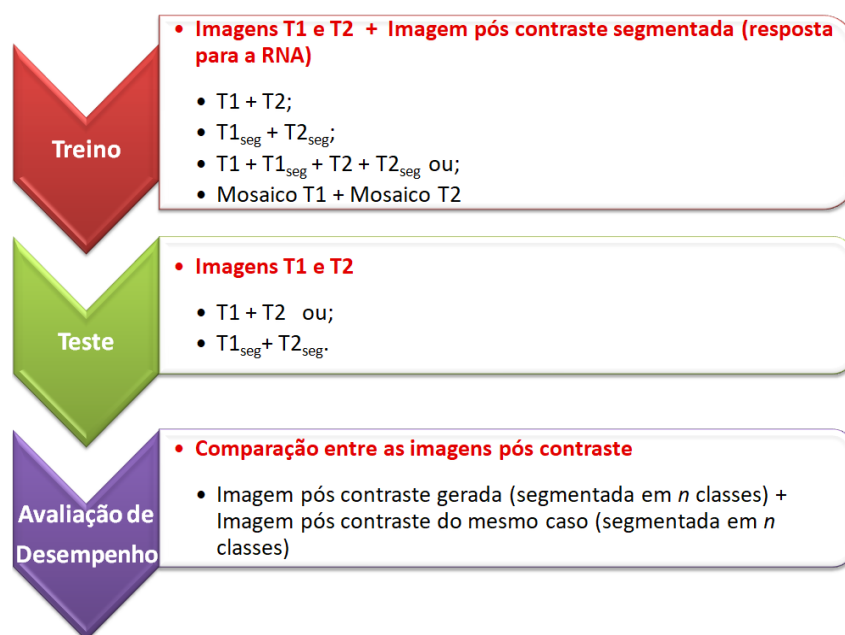 • Imagens T1 e T2 + Imagem pós contraste segmentada (resposta
para a RNA)
Treino
• T1 + T2;
• T1seg + T2seg;
• T1 + T1seg + T2 + T2seg ou;
• Mosaico T1 + Mosaico T2
• Imagens T1 e T2
Teste
• T1 + T2 ou;
• T1seg+ T2seg.
• Comparação entre as imagens pós contraste
Avaliação de
Desempenho
• Imagem pós contraste gerada (segmentada em n classes) +
Imagem pós contraste do mesmo caso (segmentada em n
classes)